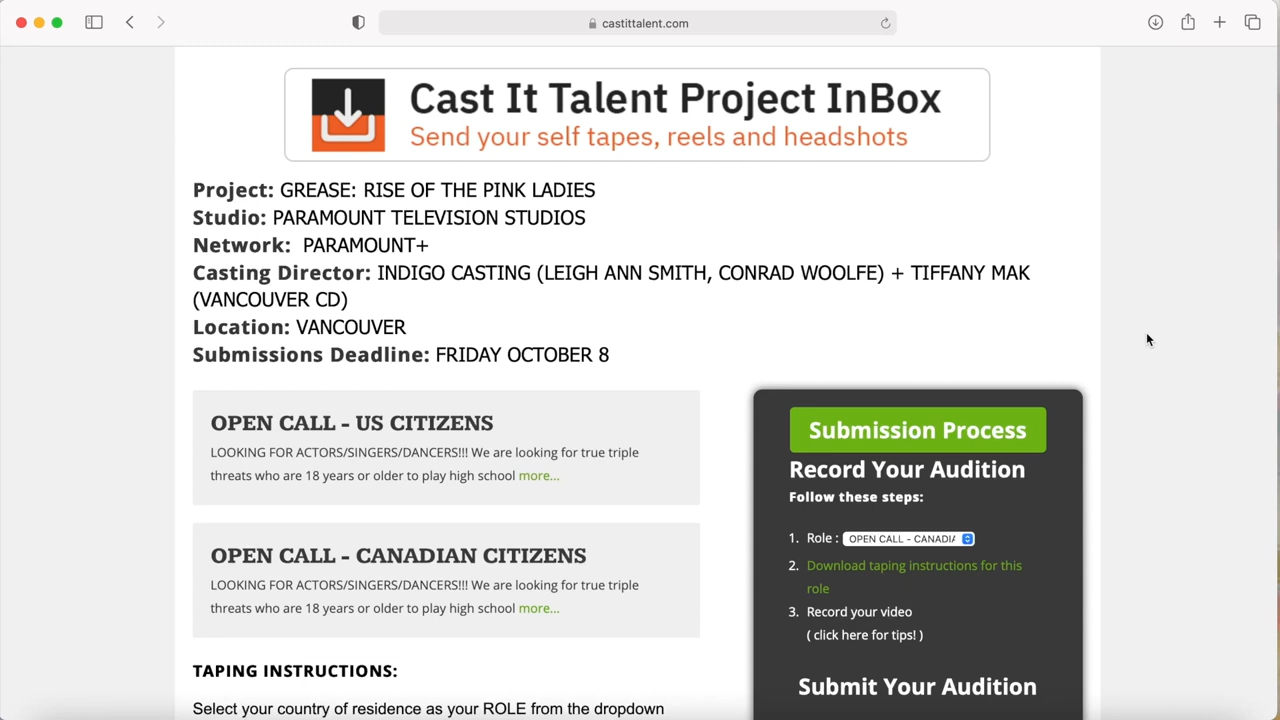 castittalent.com
Cast It Talent Project InBox
Send your self tapes, reels and headshots
Project: GREASE: RISE OF THE PINK LADIES
Studio: PARAMOUNT TELEVISION STUDIOS
Network: PARAMOUNT+
Casting Director: INDIGO CASTING (LEIGH ANN SMITH, CONRAD WOOLFE) + TIFFANY MAK
(VANCOUVER CD)
Location: VANCOUVER
Submissions Deadline: FRIDAY OCTOBER 8
OPEN CALL - US CITIZENS
LOOKING FOR ACTORS/SINGERS/DANCERS!!! We are looking for true triple
threats who are 18 years or older to play high school more...
OPEN CALL - CANADIAN CITIZENS
LOOKING FOR ACTORS/SINGERS/DANCERS!!! We are looking for true triple
threats who are 18 years or older to play high school more...
TAPING INSTRUCTIONS:
Select your country of residence as your ROLE from the dropdown
Submission Process
Record Your Audition
Follow these steps:
1. Role : OPEN CALL - CANADIA
2. Download taping instructions for this
role
3. Record your video
( click here for tips! )
Submit Your Audition